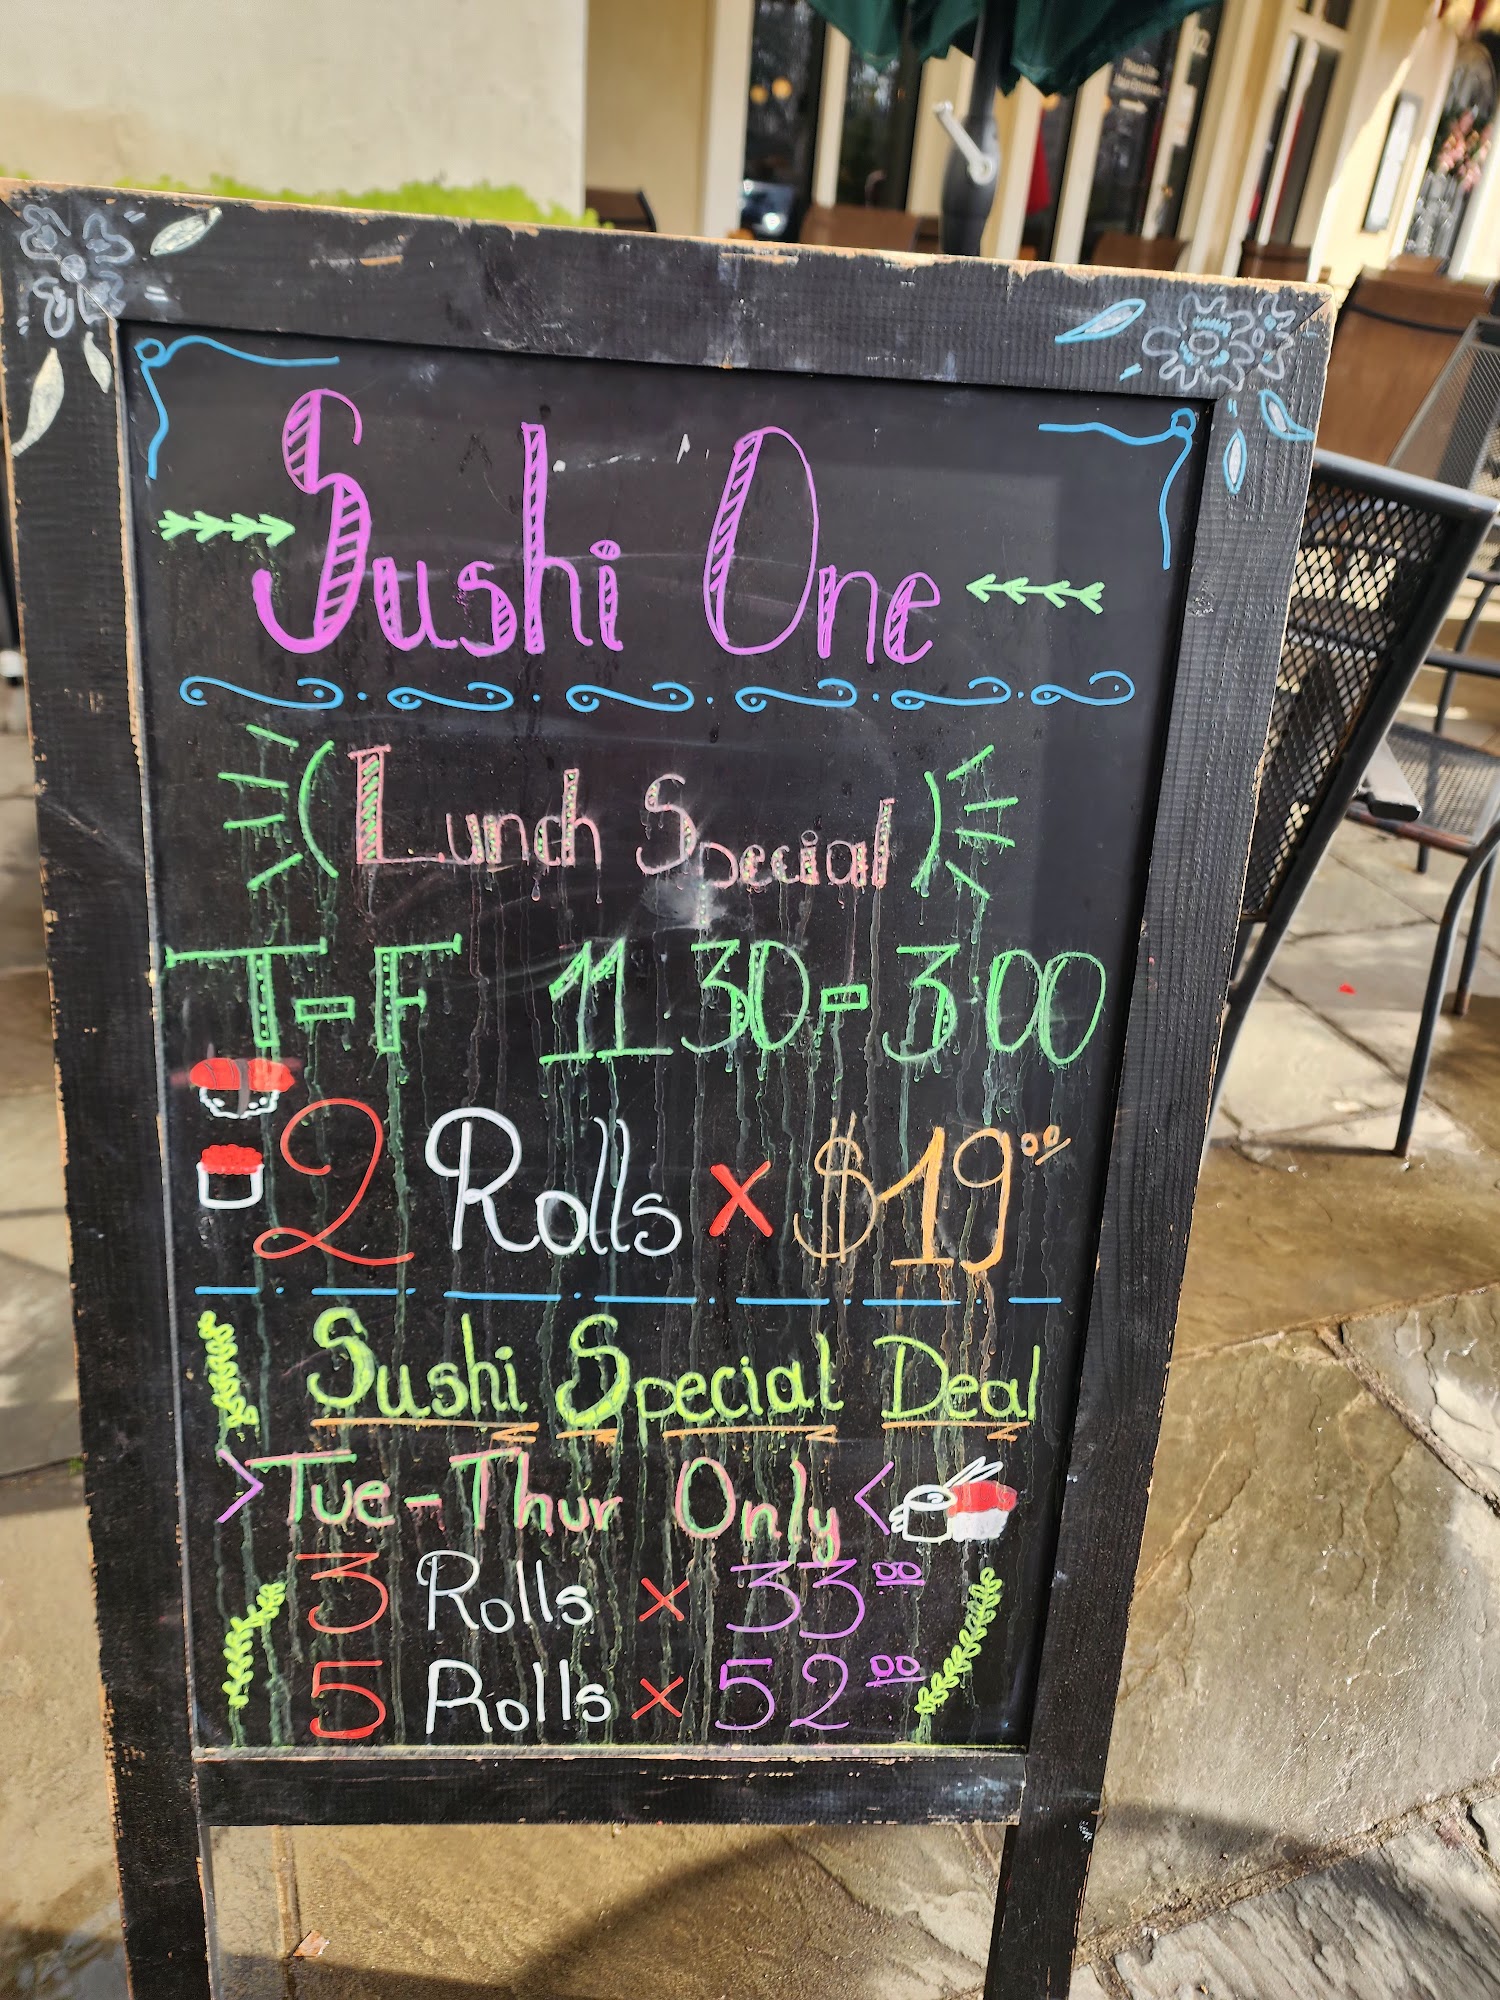 Sushi One
Lunch Special
T-F 11 30-3:00
2 Rolls x $19.00
Sushi Special Deal
Tue-Thur Only
3 Rolls x 33.00
5 Rolls x 52.00